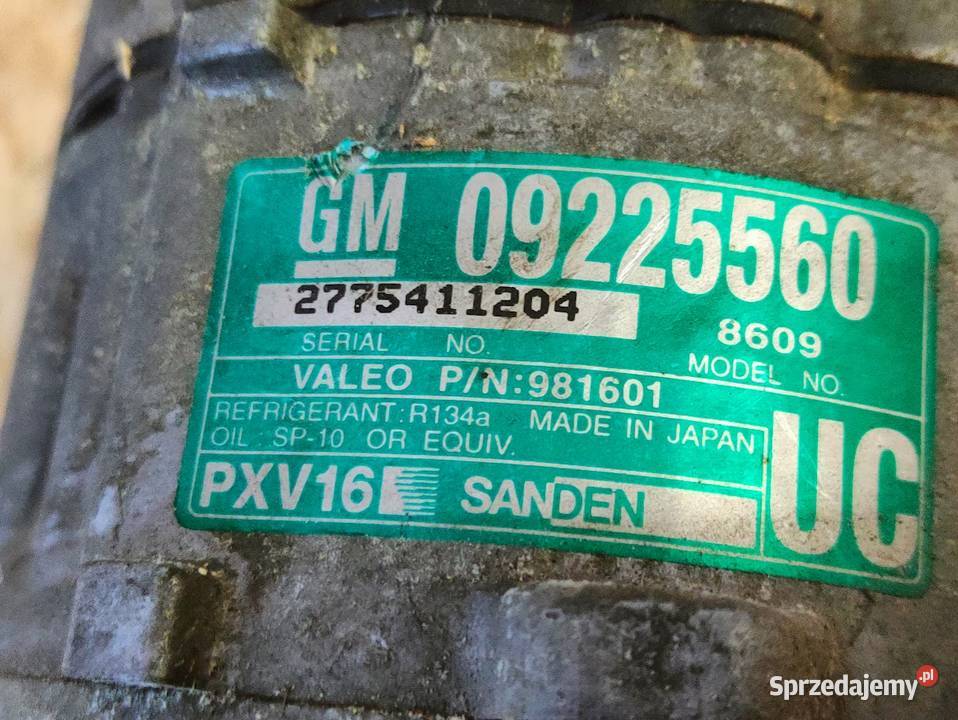 GM 09225560
2775411204
8609
SERIAL NO.
MODEL NO.
VALEO P/N:981601
REFRIGERANT:R134a MADE IN JAPAN
OIL : SP-10 OR EQUIV.
UC
PXV16 SANDEN
Sprzedajemy.pl